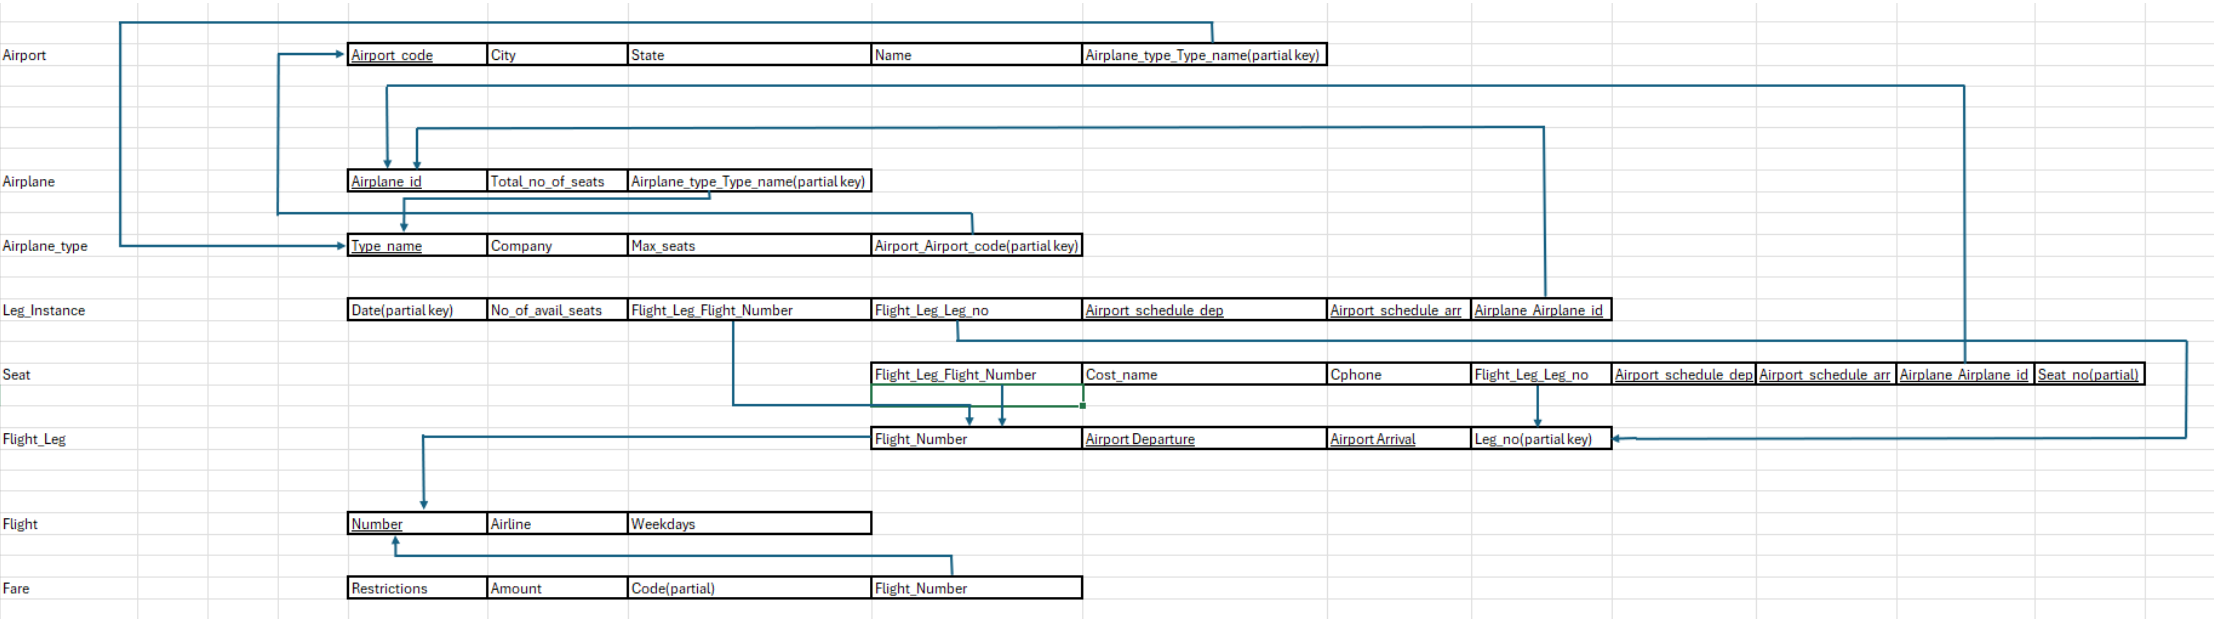 Airport Airport_code City State Name Airplane_type_Type_name(partial key)
Airplane Airplane_id Total_no_of_seats Airplane_type_Type_name(partial key)
Airplane_type Type_name Company Max_seats Airport_Airport_code(partial key)
Leg_Instance Date(partial key) No_of_avail_seats Flight_Leg_Flight_Number Flight_Leg_Leg_no Airport_schedule_dep Airport_schedule_arr Airplane_Airplane_id
Seat Flight_Leg_Flight_Number Cost_name Cphone Flight_Leg_Leg_no Airport_schedule_dep Airport_schedule_arr Airplane_Airplane_id Seat_no(partial)
Flight_Leg Flight_Number Airport Departure Airport Arrival Leg_no(partial key)
Flight Number Airline Weekdays
Fare Restrictions Amount Code(partial) Flight_Number